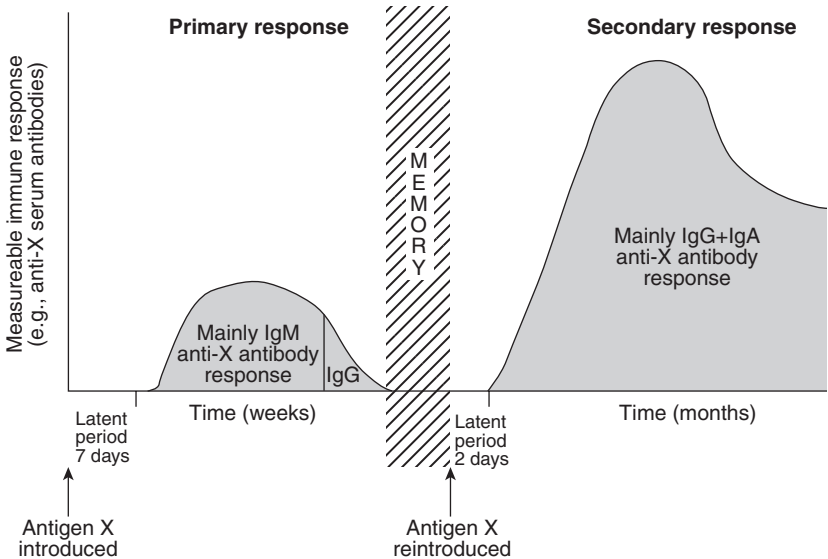 Primary response
Secondary response
Measureable immune response
(e.g., anti-X serum antibodies)
MEMORY
Mainly IgM
anti-X antibody
response
IgG
Mainly IgG+IgA
anti-X antibody
response
Latent
period
7 days
Time (weeks)
Latent
period
2 days
Time (months)
Antigen X
introduced
Antigen X
reintroduced